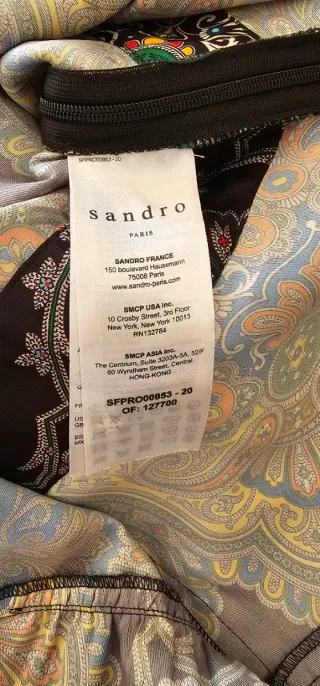 SFPRO00953 - 20
sandro
PARIS
SANDRO FRANCE
150 boulevard Haussmann
75008 Paris
www.sandro-paris.com
SMCP USA Inc.
10 Crosby Street, 3rd Floor
New York, New York 10013
RN132784
SMCP ASIA Inc.
The Centrium, Suite 3203A-5A, 32/F
60 Wyndham Street, Central
HONG-KONG
SFPRO00953 - 20
OF: 127700